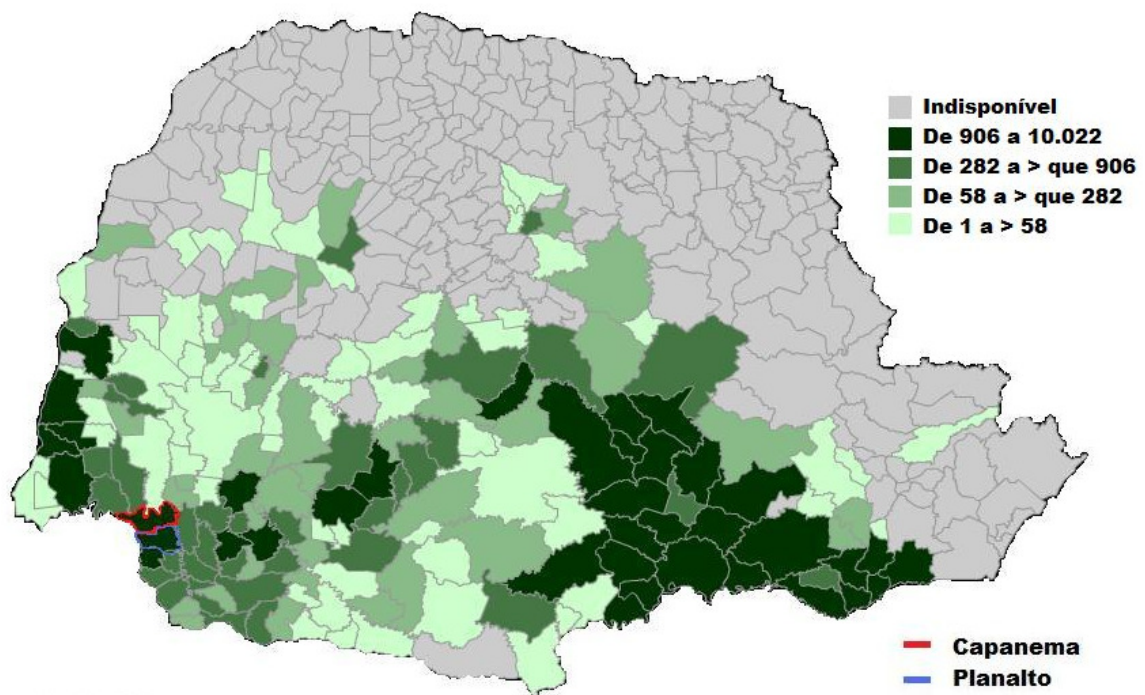 Indisponível
De 906 a 10.022
De 282 a > que 906
De 58 a > que 282
De 1 a > 58
Capanema
Planalto